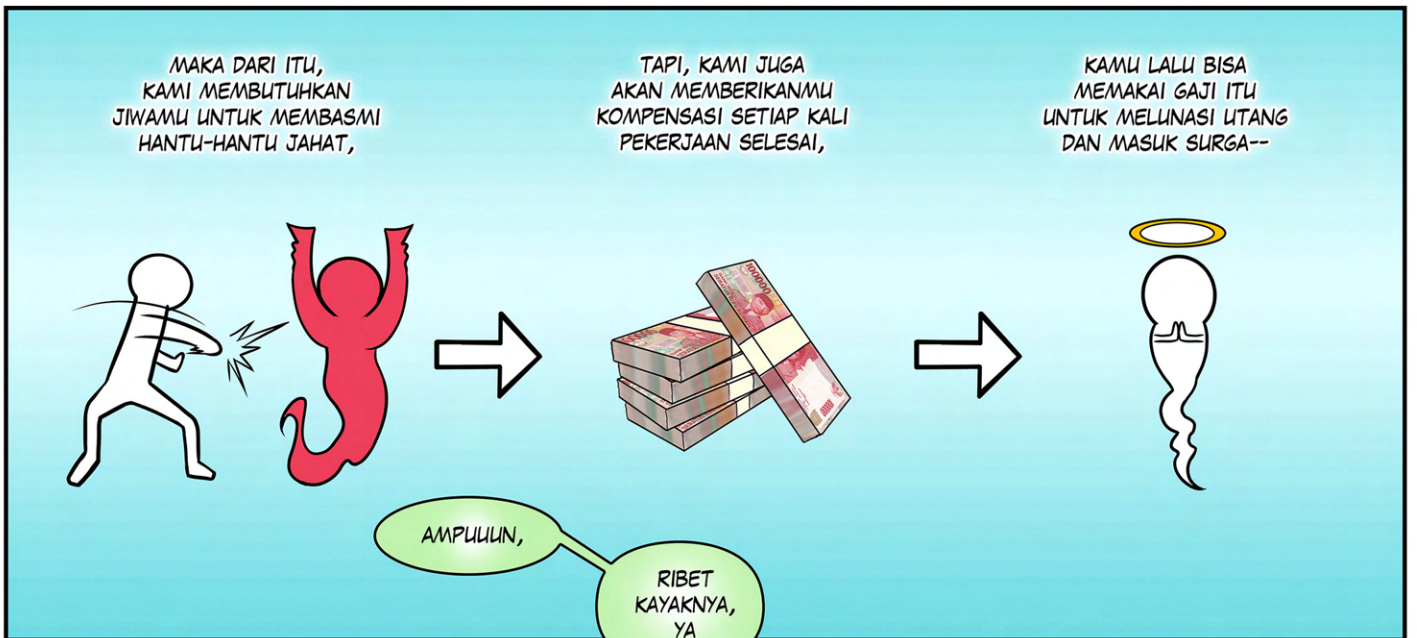 MAKA DARI ITU,
KAMI MEMBUTUHKAN
JIWAMU UNTUK MEMBASMI
HANTU-HANTU JAHAT,
TAPI, KAMI JUGA
AKAN MEMBERIKANMU
KOMPENSASI SETIAP KALI
PEKERJAAN SELESAI,
KAMU LALU BISA
MEMAKAI GAJI ITU
UNTUK MELUNASI UTANG
DAN MASUK SURGA--
100000
AMPUUUN,
RIBET
KAYAKNYA,
YA